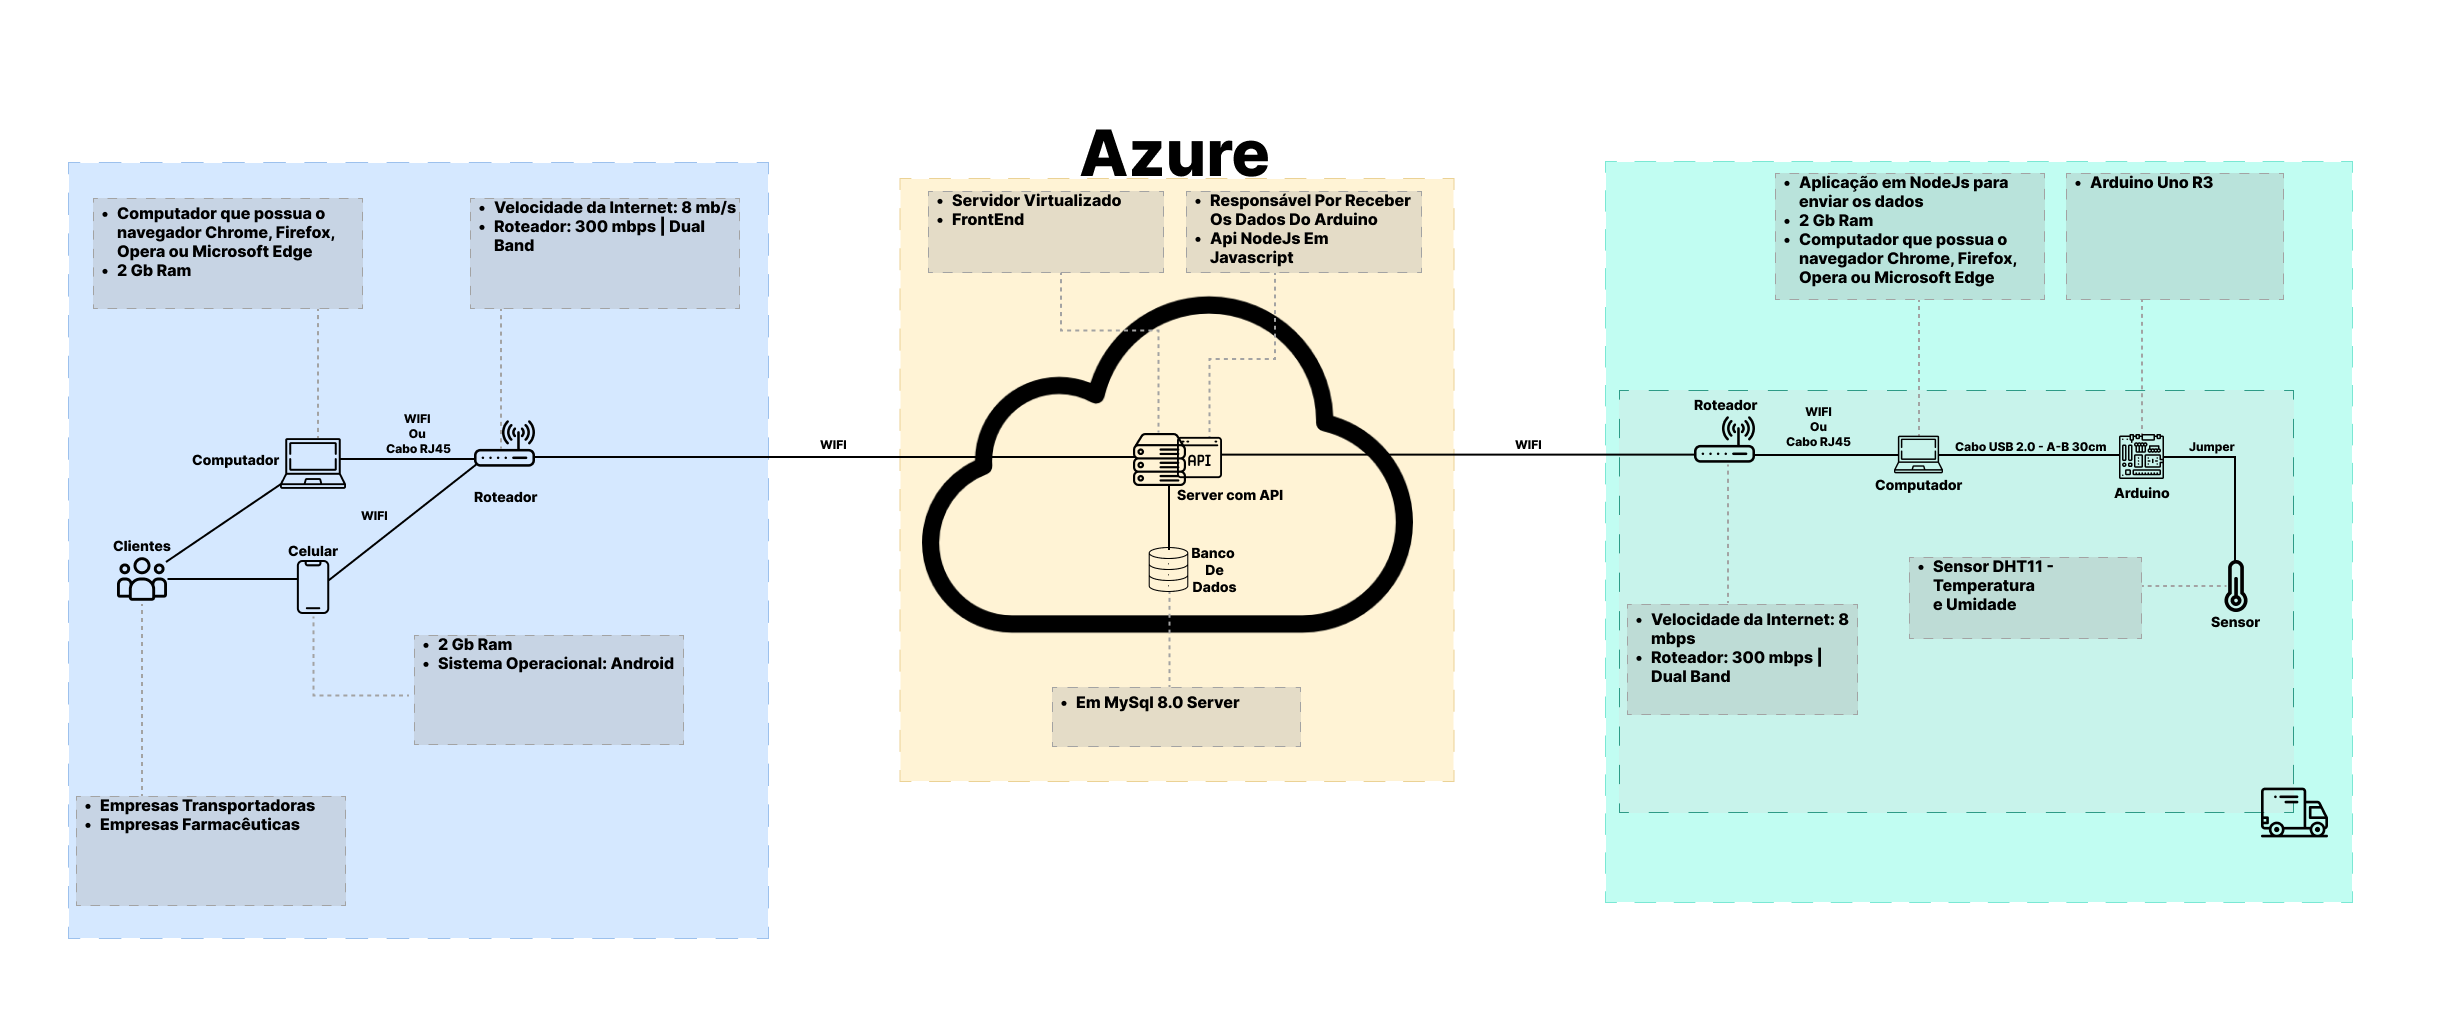 Azure
Computador que possua o
navegador Chrome, Firefox,
Opera ou Microsoft Edge
2 Gb Ram
Velocidade da Internet: 8 mb/s
Roteador: 300 mbps | Dual
Band
Computador
WIFI
Ou
Cabo RJ45
Roteador
WIFI
Clientes
Celular
2 Gb Ram
Sistema Operacional: Android
Empresas Transportadoras
Empresas Farmacêuticas
WIFI
Servidor Virtualizado
FrontEnd
Responsável Por Receber
Os Dados Do Arduino
Api NodeJs Em
Javascript
API
Server com API
Banco
De
Dados
Em MySql 8.0 Server
WIFI
Aplicação em NodeJs para
enviar os dados
2 Gb Ram
Computador que possua o
navegador Chrome, Firefox,
Opera ou Microsoft Edge
Arduino Uno R3
Roteador
WIFI
Ou
Cabo RJ45
Computador
Cabo USB 2.0 - A-B 30cm
Arduino
Jumper
Sensor DHT11 -
Temperatura
e Umidade
Sensor
Velocidade da Internet: 8
mbps
Roteador: 300 mbps |
Dual Band